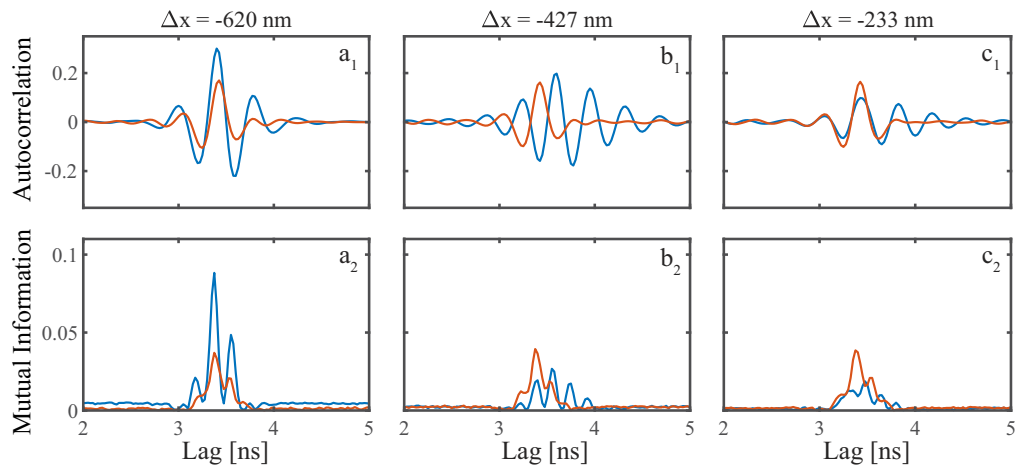 Δx = -620 nm
Δx = -427 nm
Δx = -233 nm
Autocorrelation
0.2
0
-0.2
a1
b1
c1
Mutual Information
0.1
0.05
0
a2
b2
c2
2 3 4 5
2 3 4 5
2 3 4 5
Lag [ns]
Lag [ns]
Lag [ns]